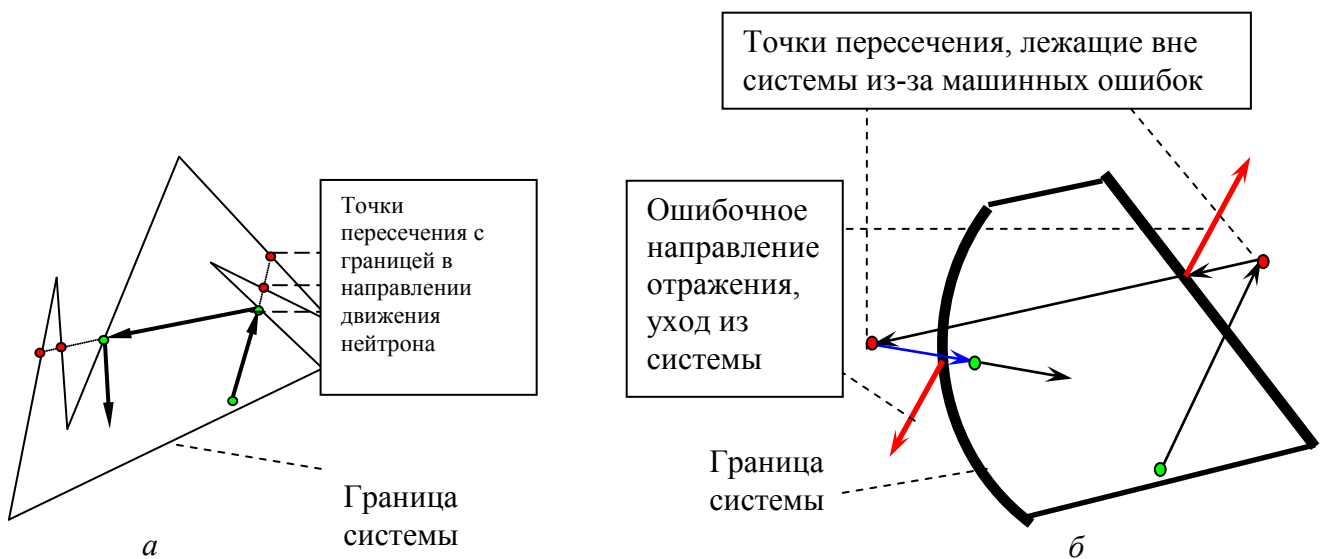 Точки пересечения, лежащие вне
системы из-за машинных ошибок
Точки
пересечения с
границей в
направлении
движения
нейтрона
Ошибочное
направление
отражения,
уход из
системы
Граница
системы
Граница
системы
а
б